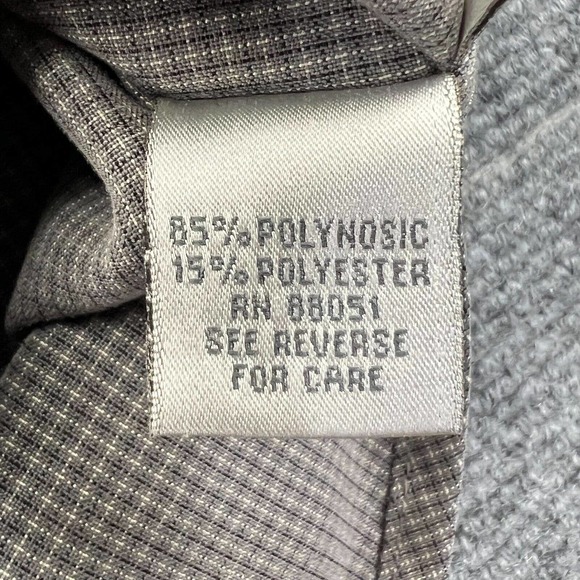 85% POLYNOSIC
15% POLYESTER
RN 88051
SEE REVERSE
FOR CARE